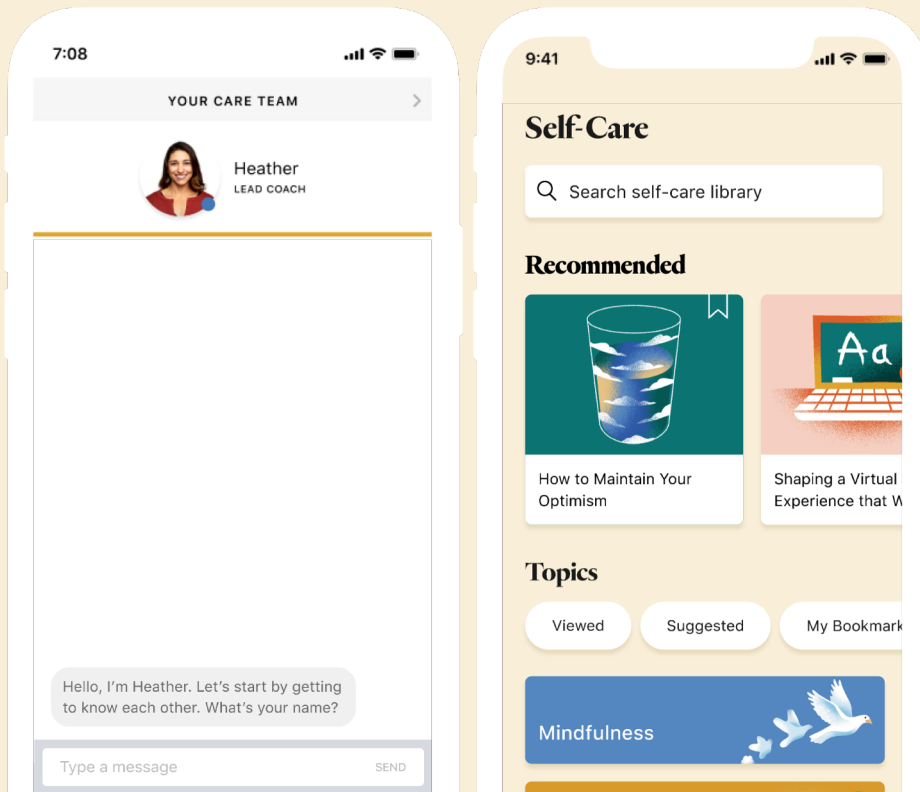 7:08
YOUR CARE TEAM
Heather
LEAD COACH
Hello, I’m Heather. Let’s start by getting
to know each other. What’s your name?
Type a message
SEND
9:41
Self-Care
Search self-care library
Recommended
Aa
How to Maintain Your
Optimism
Shaping a Virtual
Experience that W
Topics
Viewed
Suggested
My Bookmark
Mindfulness